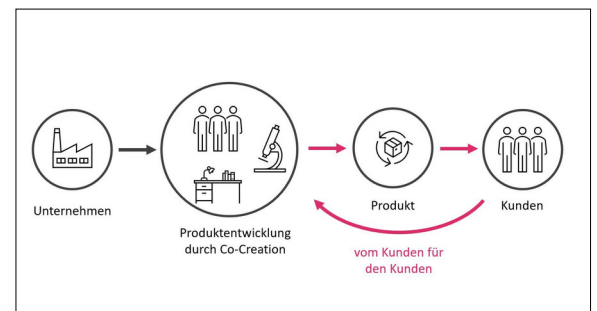 Unternehmen
Produktentwicklung
durch Co-Creation
Produkt
Kunden
vom Kunden für
den Kunden